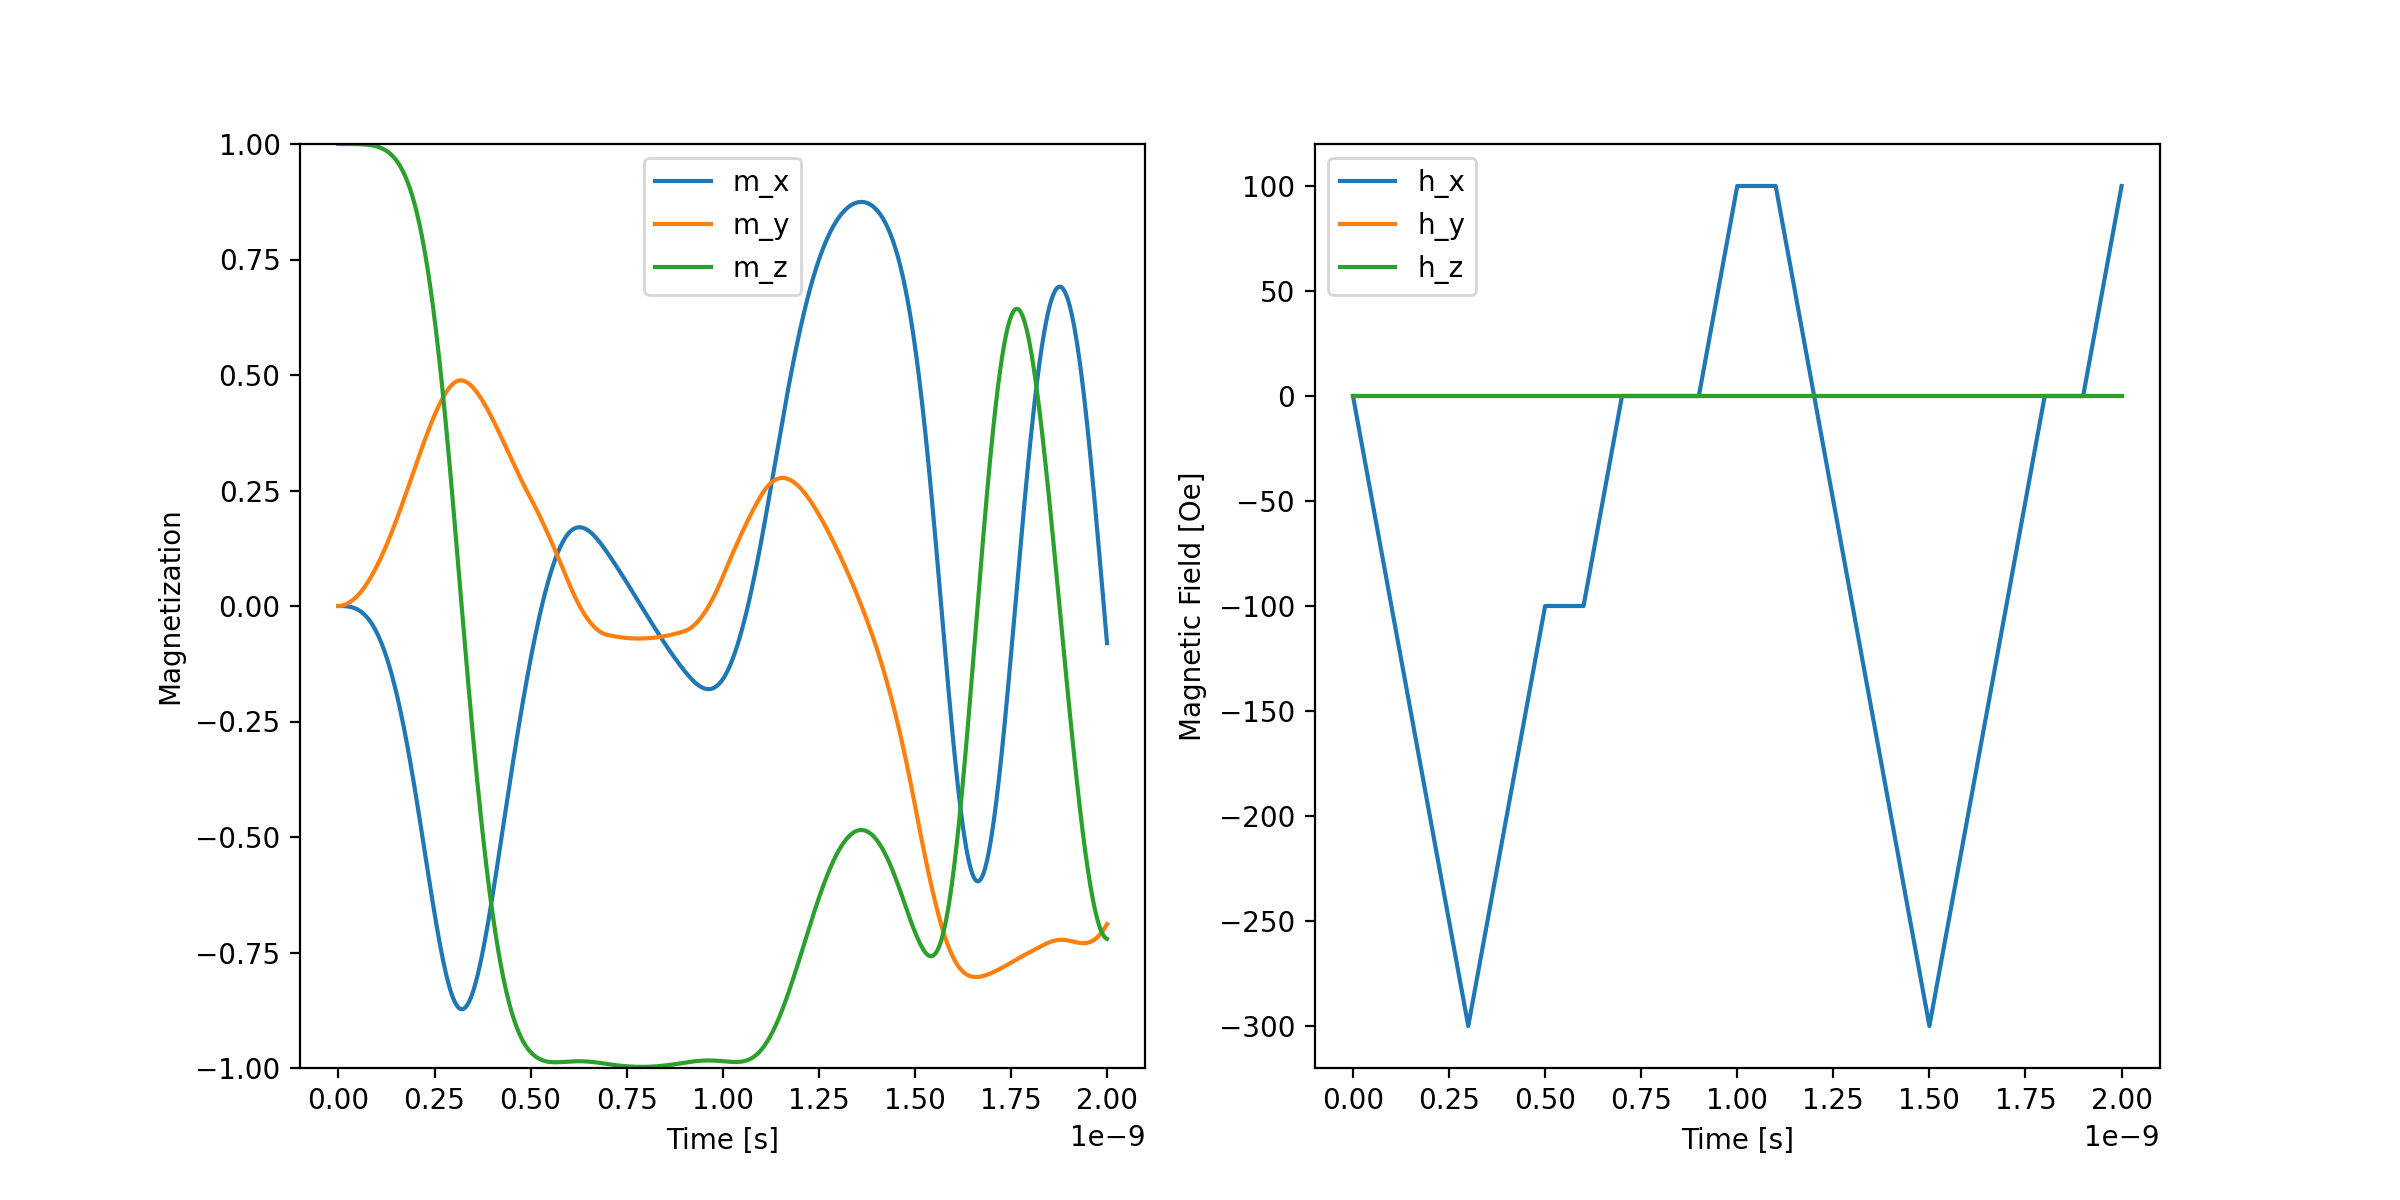 1.00
0.75
0.50
0.25
0.00
−0.25
−0.50
−0.75
−1.00
Magnetization
m_x
m_y
m_z
0.00 0.25 0.50 0.75 1.00 1.25 1.50 1.75 2.00
Time [s]
1e−9
100
50
0
−50
−100
−150
−200
−250
−300
Magnetic Field [Oe]
h_x
h_y
h_z
0.00 0.25 0.50 0.75 1.00 1.25 1.50 1.75 2.00
Time [s]
1e−9